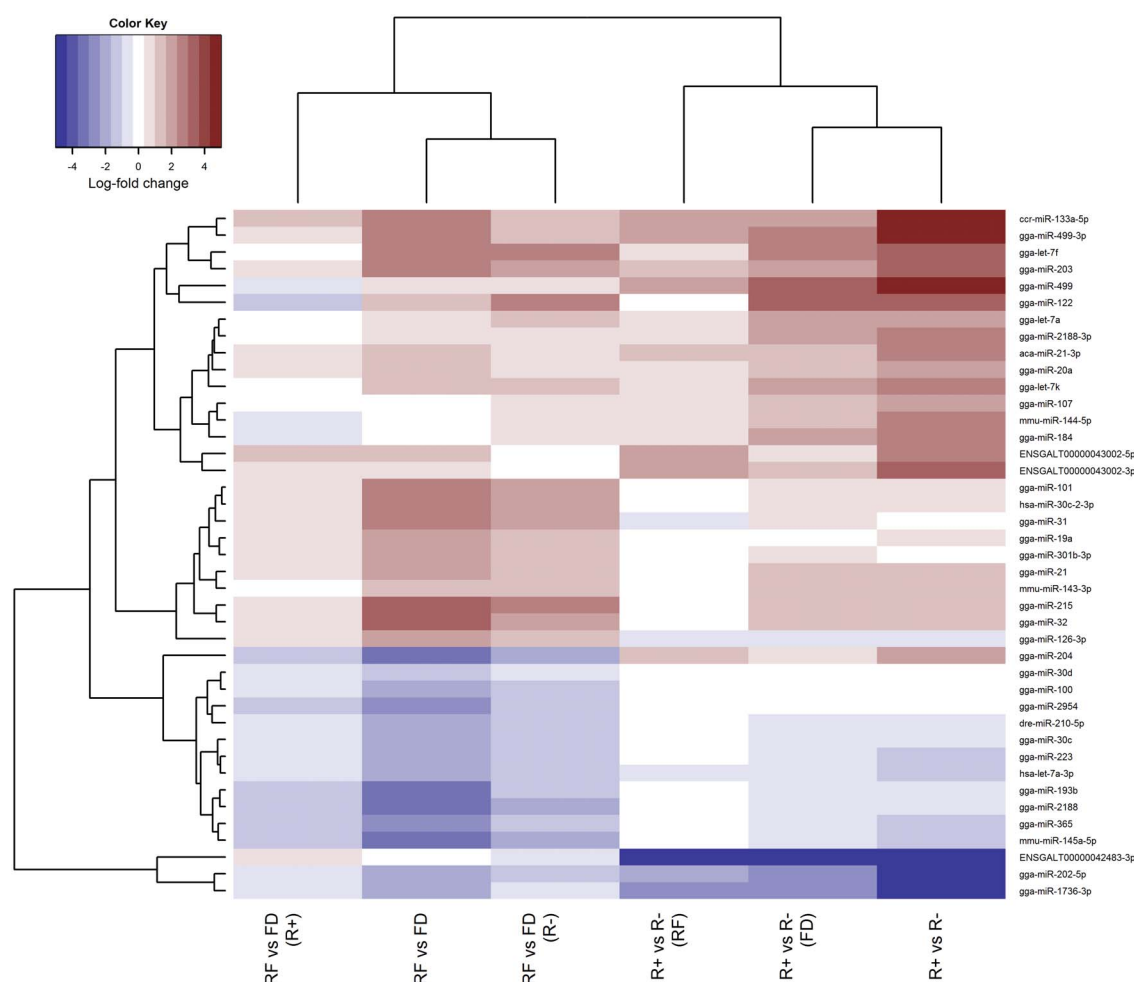 Color Key
-4 -2 0 2 4
Log-fold change
ccr-miR-133a-5p
gga-miR-499-3p
gga-let-7f
gga-miR-203
gga-miR-499
gga-miR-122
gga-let-7a
gga-miR-2188-3p
aca-miR-21-3p
gga-miR-20a
gga-let-7k
gga-miR-107
mmu-miR-144-5p
gga-miR-184
ENSGALT00000043002-5p
ENSGALT00000043002-3p
gga-miR-101
hsa-miR-30c-2-3p
gga-miR-31
gga-miR-19a
gga-miR-301b-3p
gga-miR-21
mmu-miR-143-3p
gga-miR-215
gga-miR-32
gga-miR-126-3p
gga-miR-204
gga-miR-30d
gga-miR-100
gga-miR-2954
dre-miR-210-5p
gga-miR-30c
gga-miR-223
hsa-let-7a-3p
gga-miR-193b
gga-miR-2188
gga-miR-365
mmu-miR-145a-5p
ENSGALT00000042483-3p
gga-miR-202-5p
gga-miR-1736-3p
RF vs FD
(R+)
RF vs FD
RF vs FD
(R-)
R+ vs R-
(RF)
R+ vs R-
(FD)
R+ vs R-